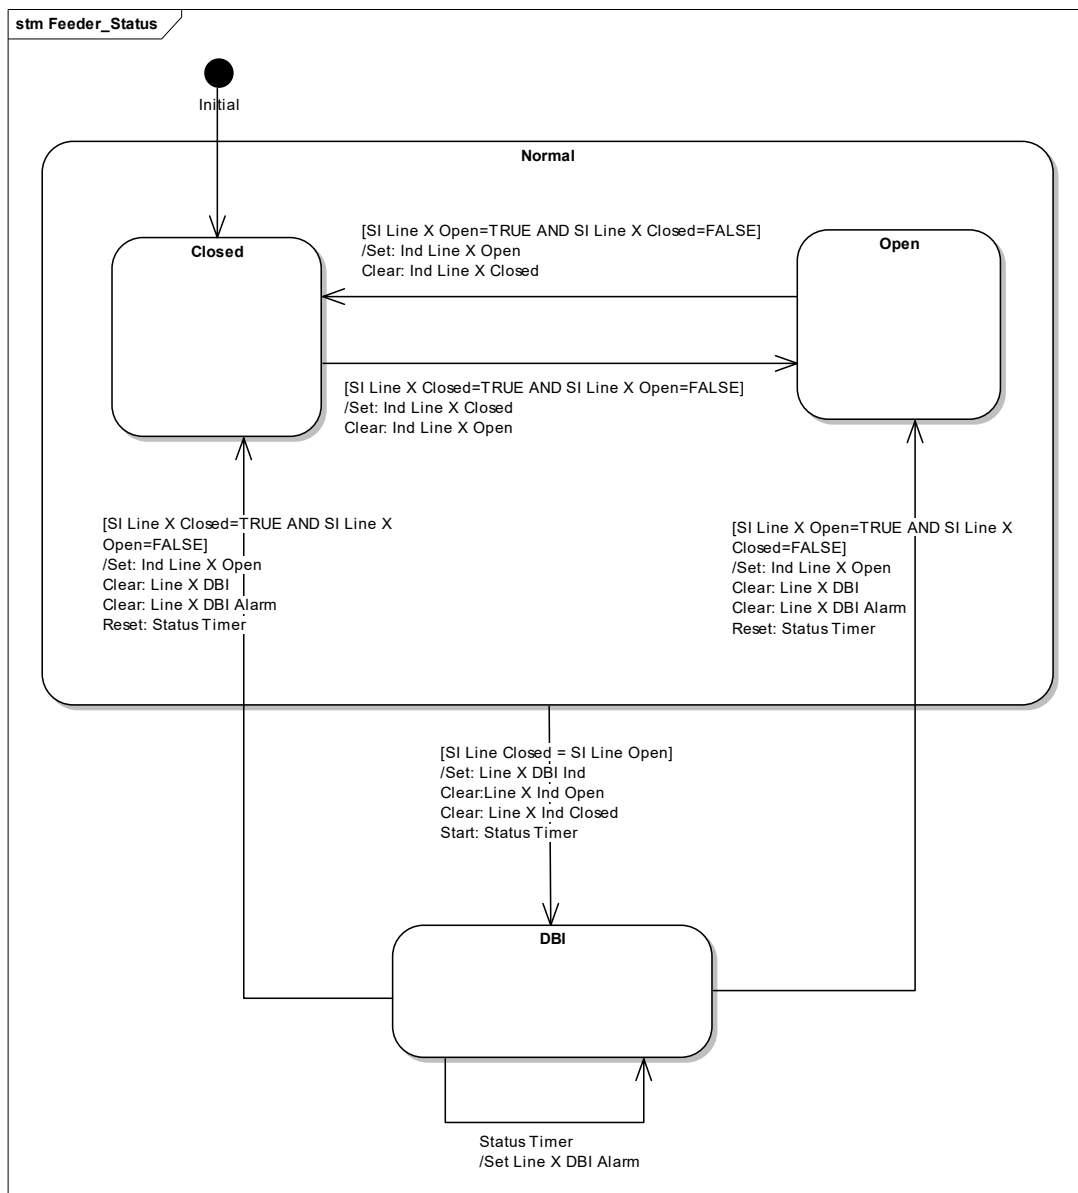 stm Feeder_Status
Initial
Normal
Closed
[SI Line X Open=TRUE AND SI Line X Closed=FALSE]
/Set: Ind Line X Open
Clear: Ind Line X Closed
Open
[SI Line X Closed=TRUE AND SI Line X Open=FALSE]
/Set: Ind Line X Closed
Clear: Ind Line X Open
[SI Line X Closed=TRUE AND SI Line X
Open=FALSE]
/Set: Ind Line X Open
Clear: Line X DBI
Clear: Line X DBI Alarm
Reset: Status Timer
[SI Line X Open=TRUE AND SI Line X
Closed=FALSE]
/Set: Ind Line X Open
Clear: Line X DBI
Clear: Line X DBI Alarm
Reset: Status Timer
[SI Line Closed = SI Line Open]
/Set: Line X DBI Ind
Clear:Line X Ind Open
Clear: Line X Ind Closed
Start: Status Timer
DBI
Status Timer
/Set Line X DBI Alarm